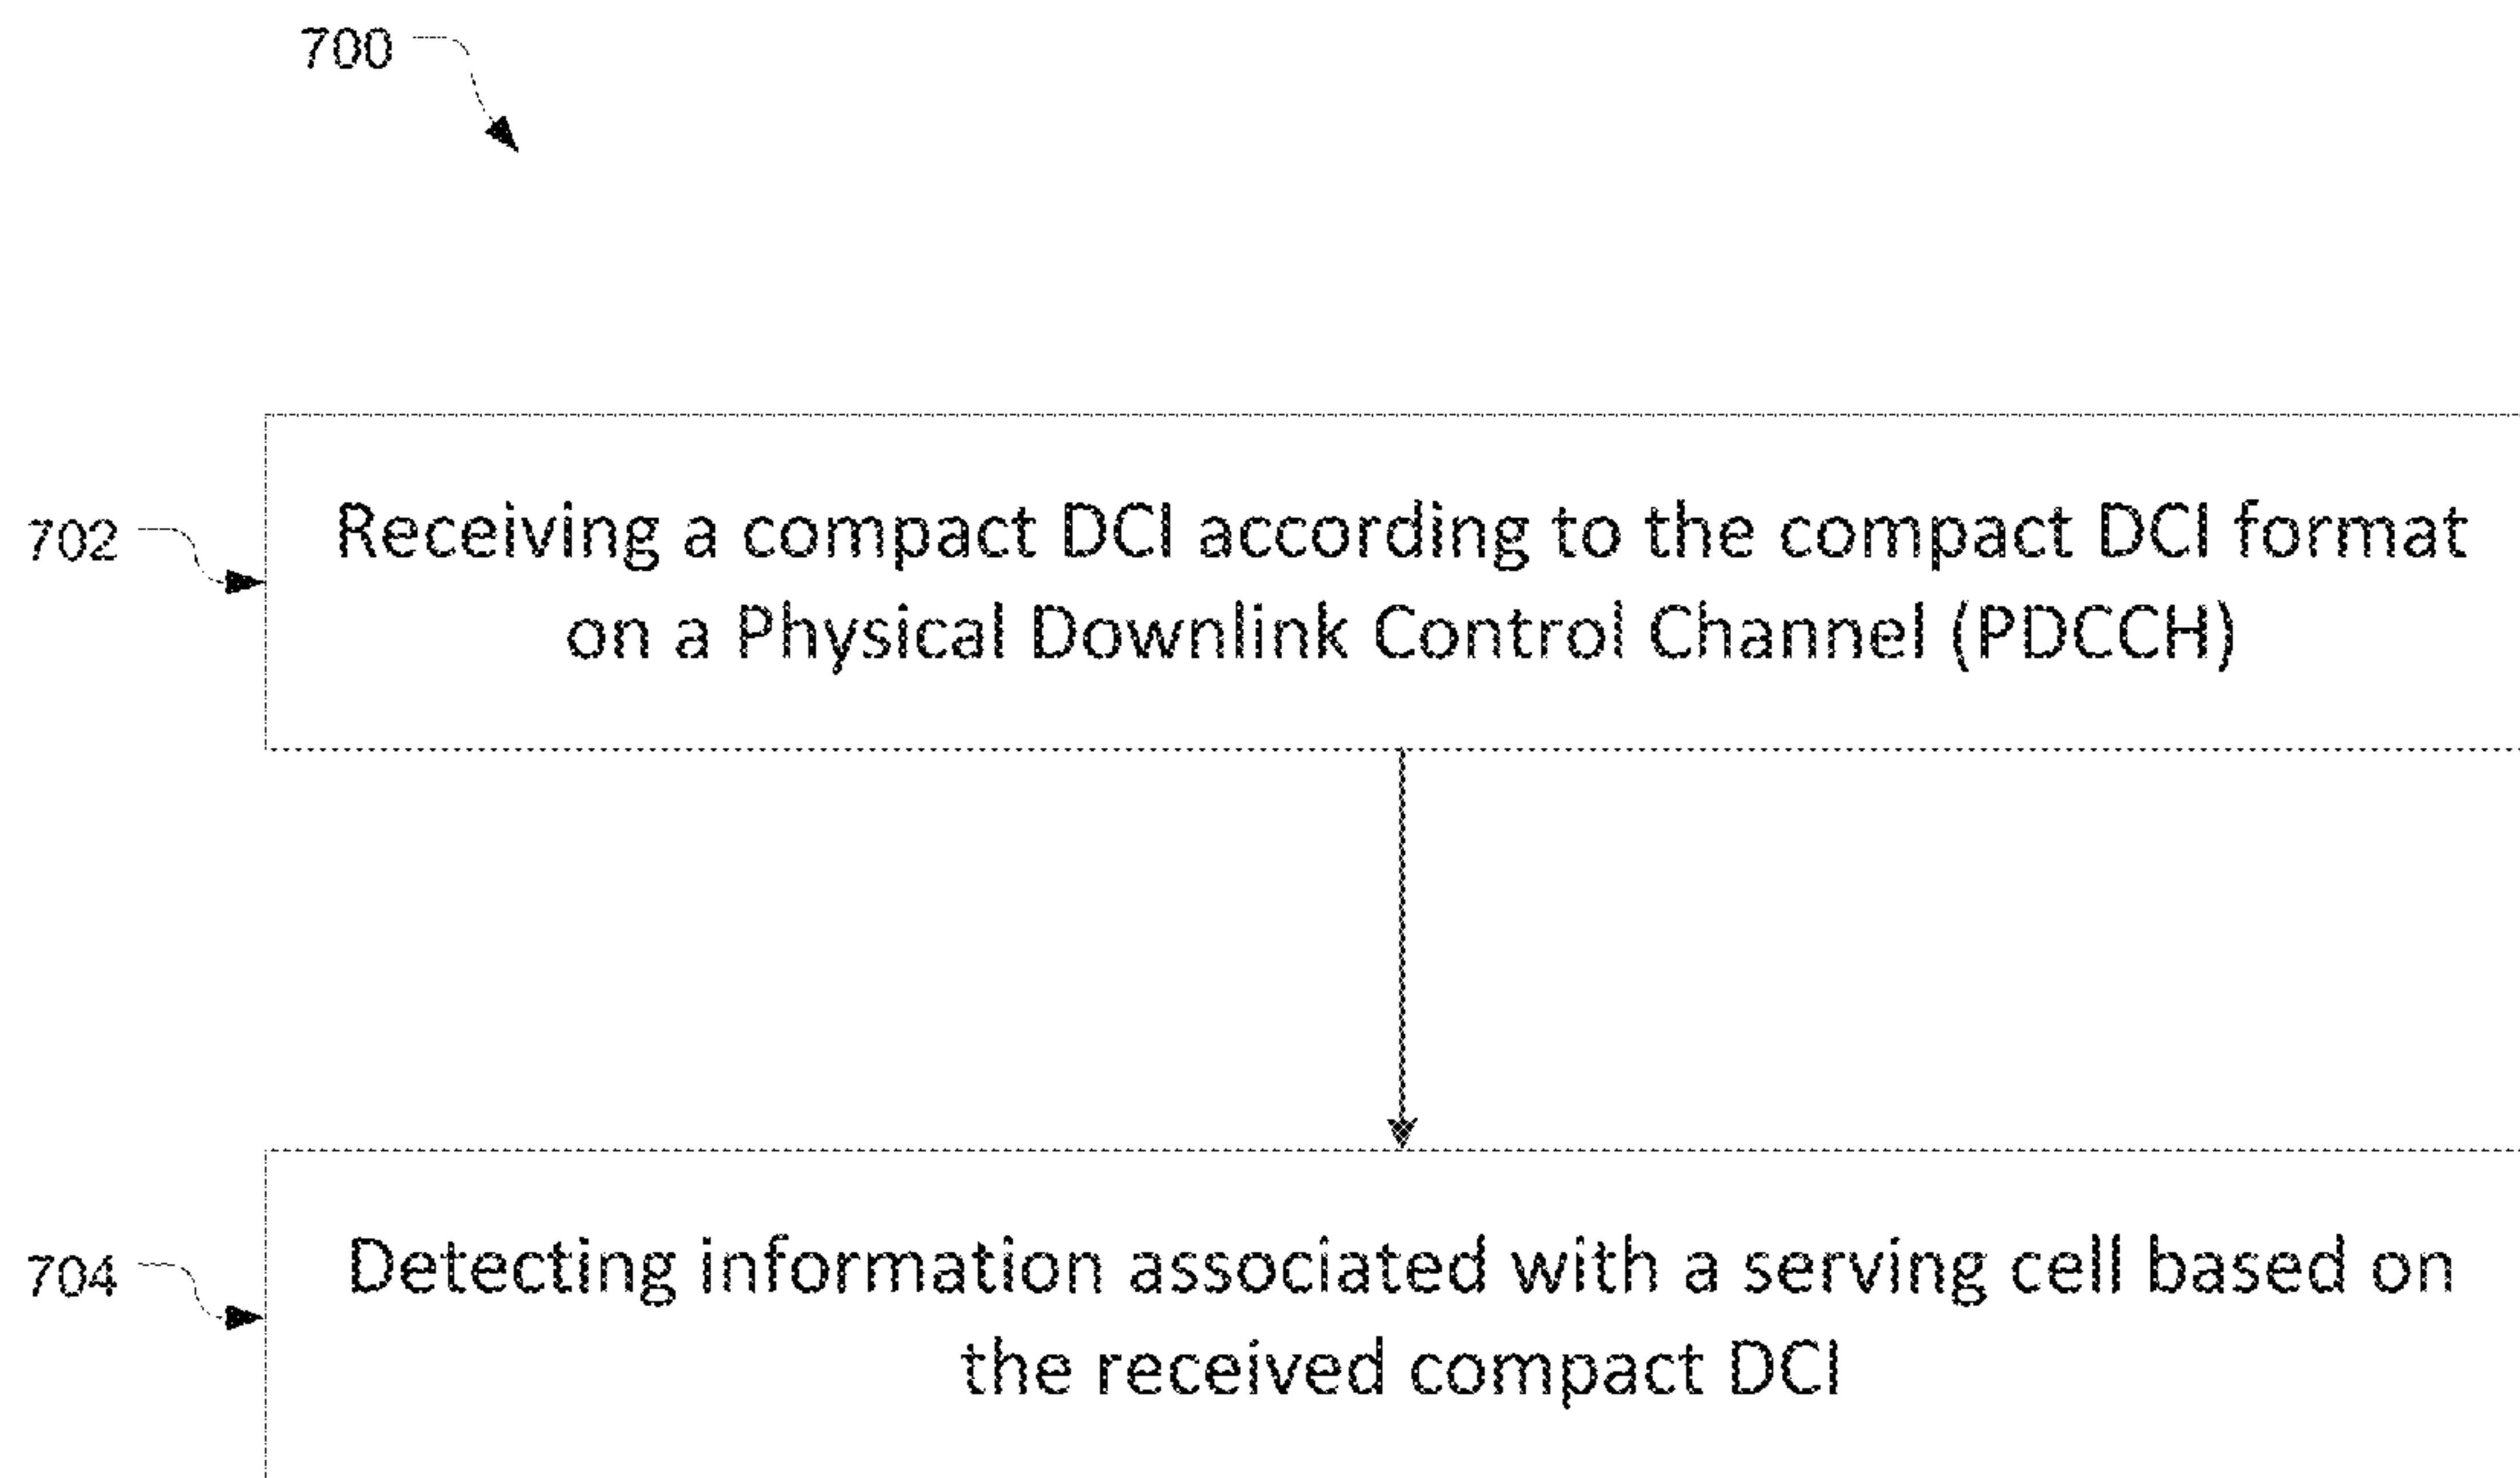 700
702
Receiving a compact DCI according to the compact DCI format
on a Physical Downlink Control Channel (PDCCH)
704
Detecting information associated with a serving cell based on
the received compact DCI